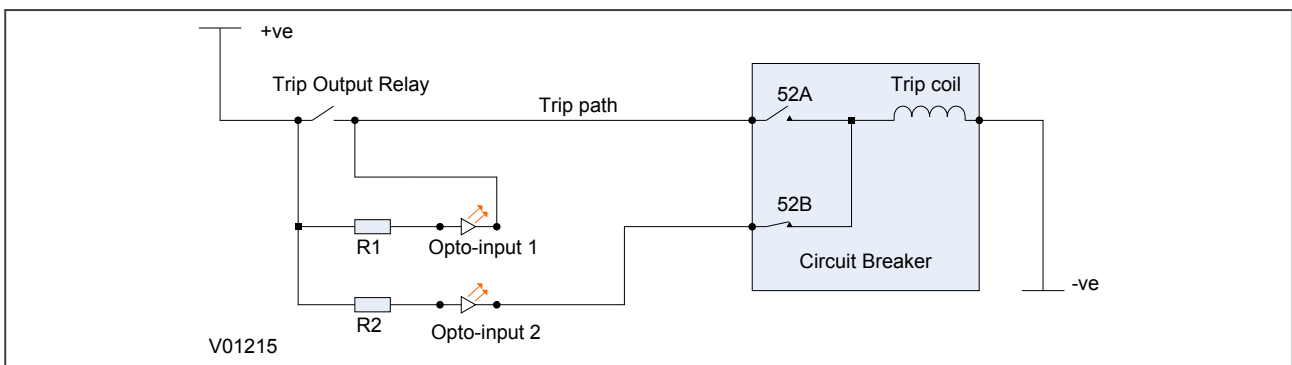 +ve
Trip Output Relay
Trip path
52A
Trip coil
52B
R1
Opto-input 1
Circuit Breaker
-ve
R2
Opto-input 2
V01215